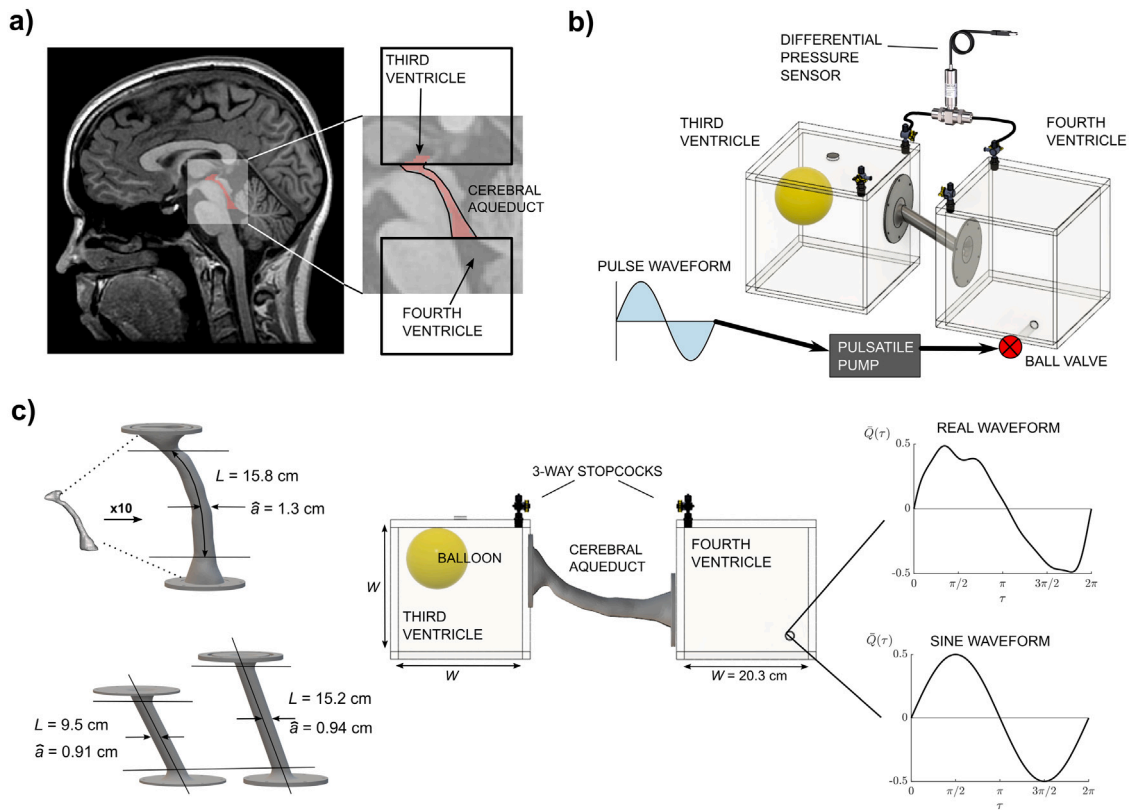 a)
THIRD
VENTRICLE
CEREBRAL
AQUEDUCT
FOURTH
VENTRICLE
b)
DIFFERENTIAL
PRESSURE
SENSOR
THIRD
VENTRICLE
FOURTH
VENTRICLE
PULSE WAVEFORM
PULSATILE
PUMP
BALL VALVE
c)
x10
L = 15.8 cm
â = 1.3 cm
L = 9.5 cm
â = 0.91 cm
L = 15.2 cm
â = 0.94 cm
3-WAY STOPCOCKS
BALLOON
CEREBRAL
AQUEDUCT
FOURTH
VENTRICLE
THIRD
VENTRICLE
W
W
W = 20.3 cm
REAL WAVEFORM
Q̄(τ)
0.5
0
-0.5
0 π/2 π 3π/2 2π
τ
SINE WAVEFORM
Q̄(τ)
0.5
0
-0.5
0 π/2 π 3π/2 2π
τ